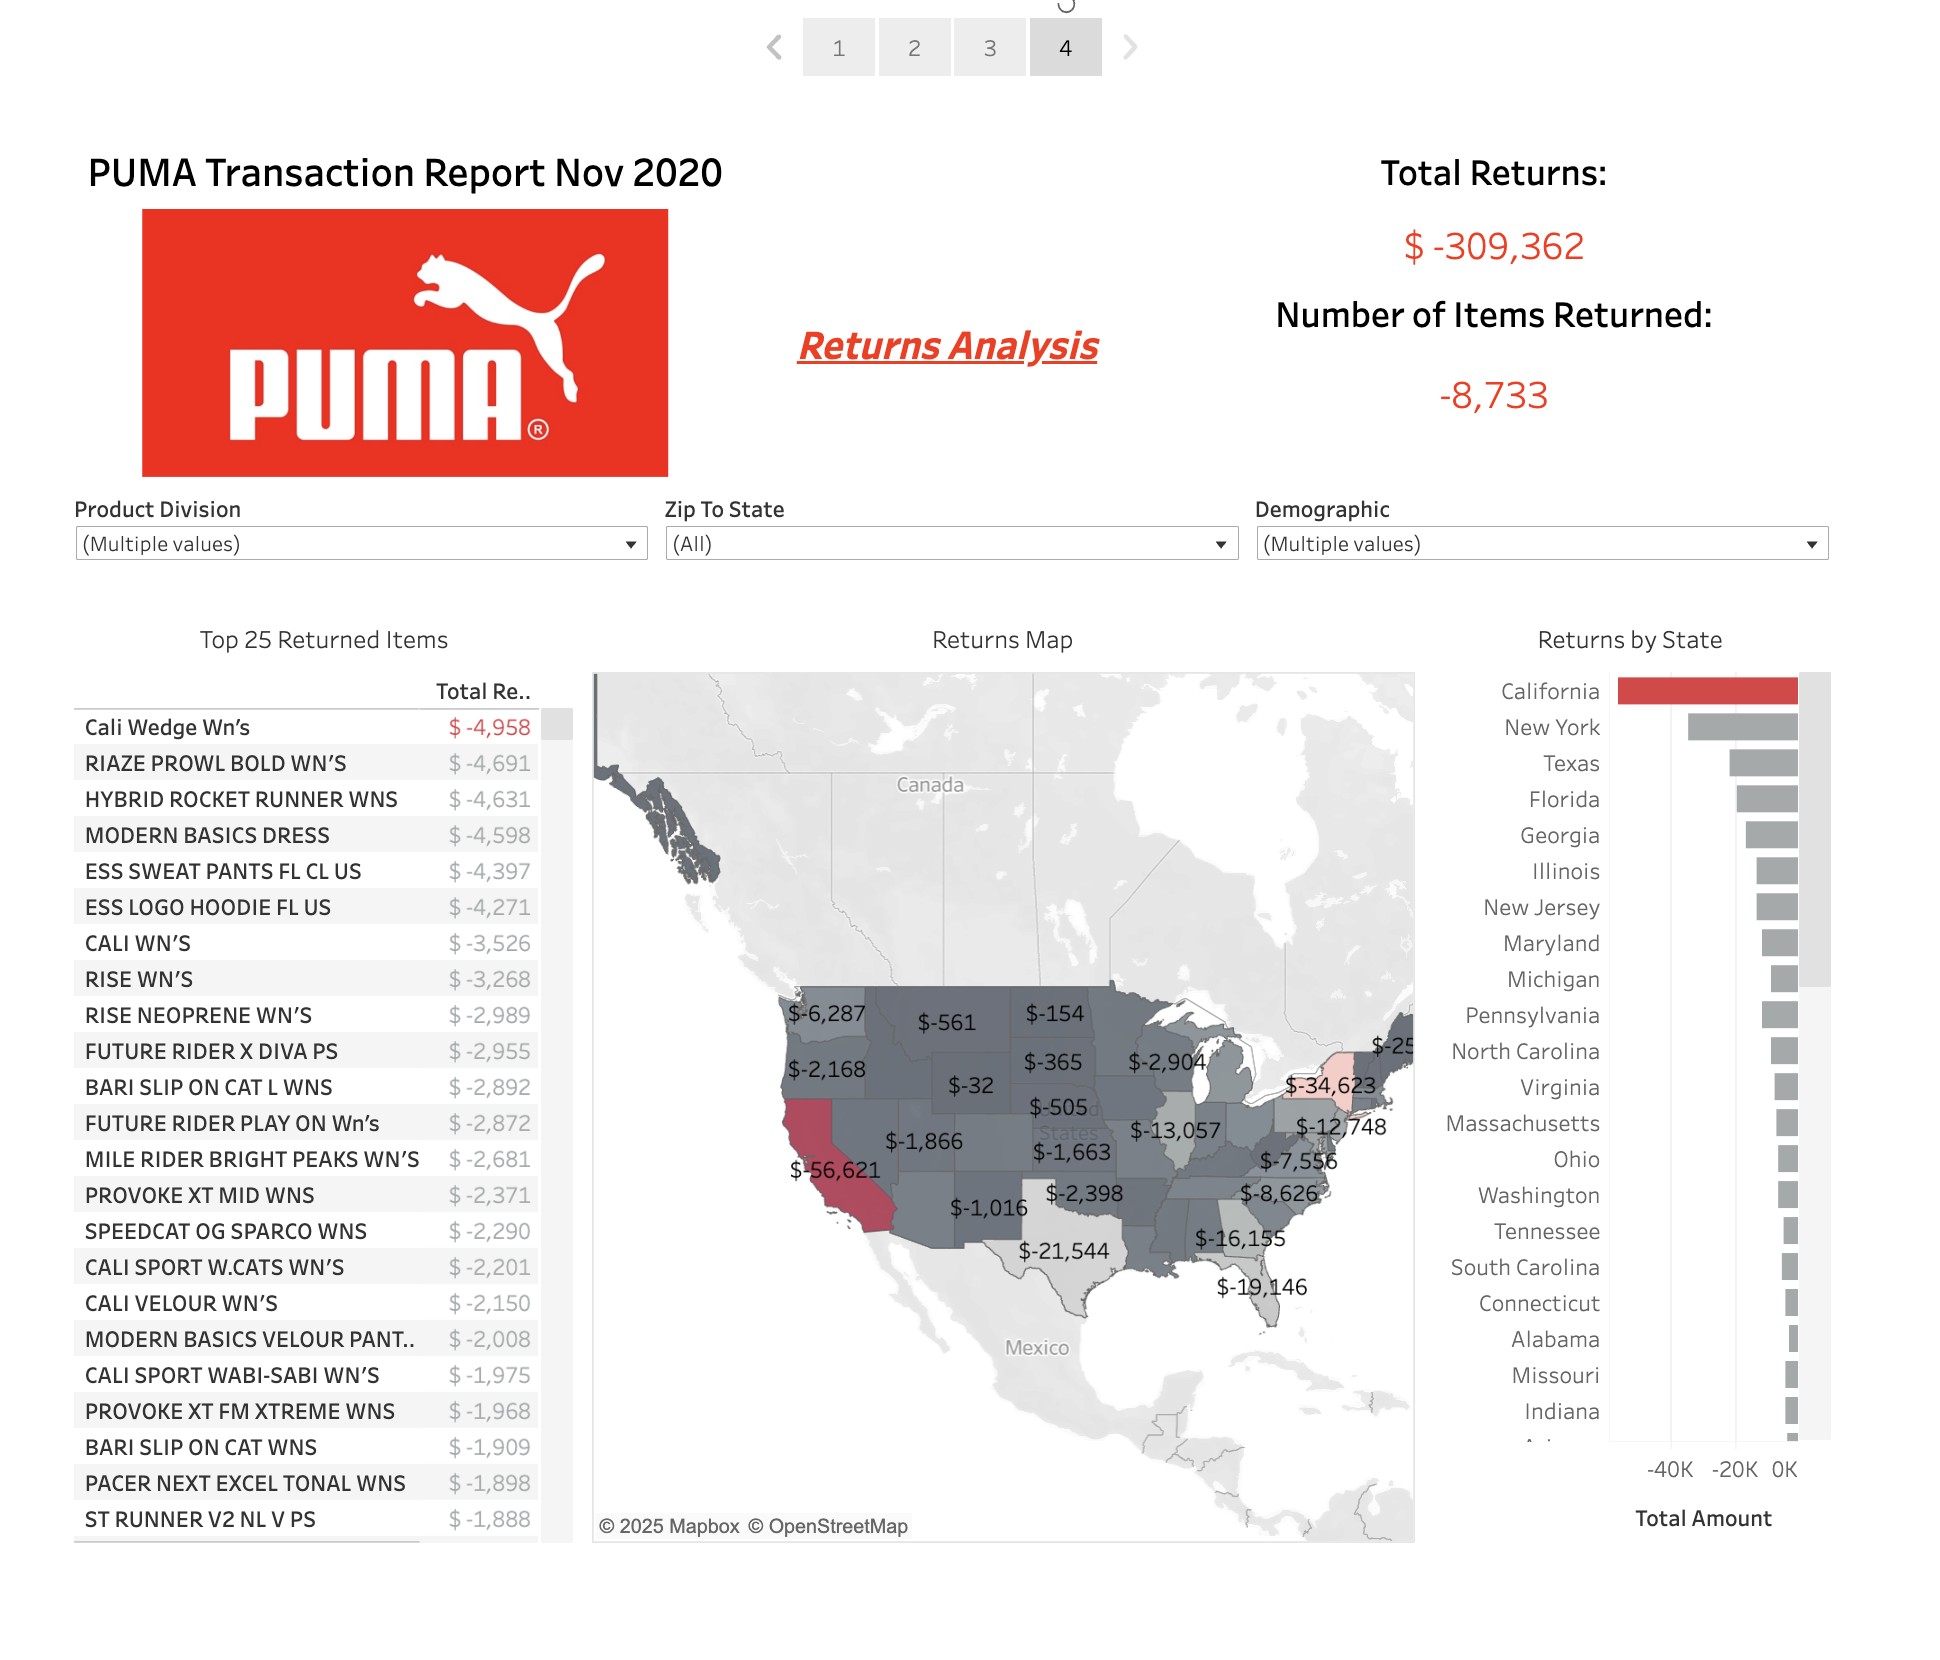 1 2 3 4
PUMA Transaction Report Nov 2020
PUMA®
Returns Analysis
Total Returns:
$ -309,362
Number of Items Returned:
-8,733
Product Division
(Multiple values)
Zip To State
(All)
Demographic
(Multiple values)
Top 25 Returned Items
Total Re..
Cali Wedge Wn's $ -4,958
RIAZE PROWL BOLD WN'S $ -4,691
HYBRID ROCKET RUNNER WNS $ -4,631
MODERN BASICS DRESS $ -4,598
ESS SWEAT PANTS FL CL US $ -4,397
ESS LOGO HOODIE FL US $ -4,271
CALI WN'S $ -3,526
RISE WN'S $ -3,268
RISE NEOPRENE WN'S $ -2,989
FUTURE RIDER X DIVA PS $ -2,955
BARI SLIP ON CAT L WNS $ -2,892
FUTURE RIDER PLAY ON Wn's $ -2,872
MILE RIDER BRIGHT PEAKS WN'S $ -2,681
PROVOKE XT MID WNS $ -2,371
SPEEDCAT OG SPARCO WNS $ -2,290
CALI SPORT W.CATS WN'S $ -2,201
CALI VELOUR WN'S $ -2,150
MODERN BASICS VELOUR PANT.. $ -2,008
CALI SPORT WABI-SABI WN'S $ -1,975
PROVOKE XT FM XTREME WNS $ -1,968
BARI SLIP ON CAT WNS $ -1,909
PACER NEXT EXCEL TONAL WNS $ -1,898
ST RUNNER V2 NL V PS $ -1,888
Returns Map
Canada
$-6,287
$-561
$-154
$-25
$-2,168
$-32
$-365
$-2,904
$-34,623
$-505
States
$-1,866
$-13,057
$-12,748
$-56,621
$-1,663
$-7,556
$-1,016
$-2,398
$-8,626
$-21,544
$-16,155
$-19,146
Mexico
© 2025 Mapbox © OpenStreetMap
Returns by State
California
New York
Texas
Florida
Georgia
Illinois
New Jersey
Maryland
Michigan
Pennsylvania
North Carolina
Virginia
Massachusetts
Ohio
Washington
Tennessee
South Carolina
Connecticut
Alabama
Missouri
Indiana
-40K -20K 0K
Total Amount